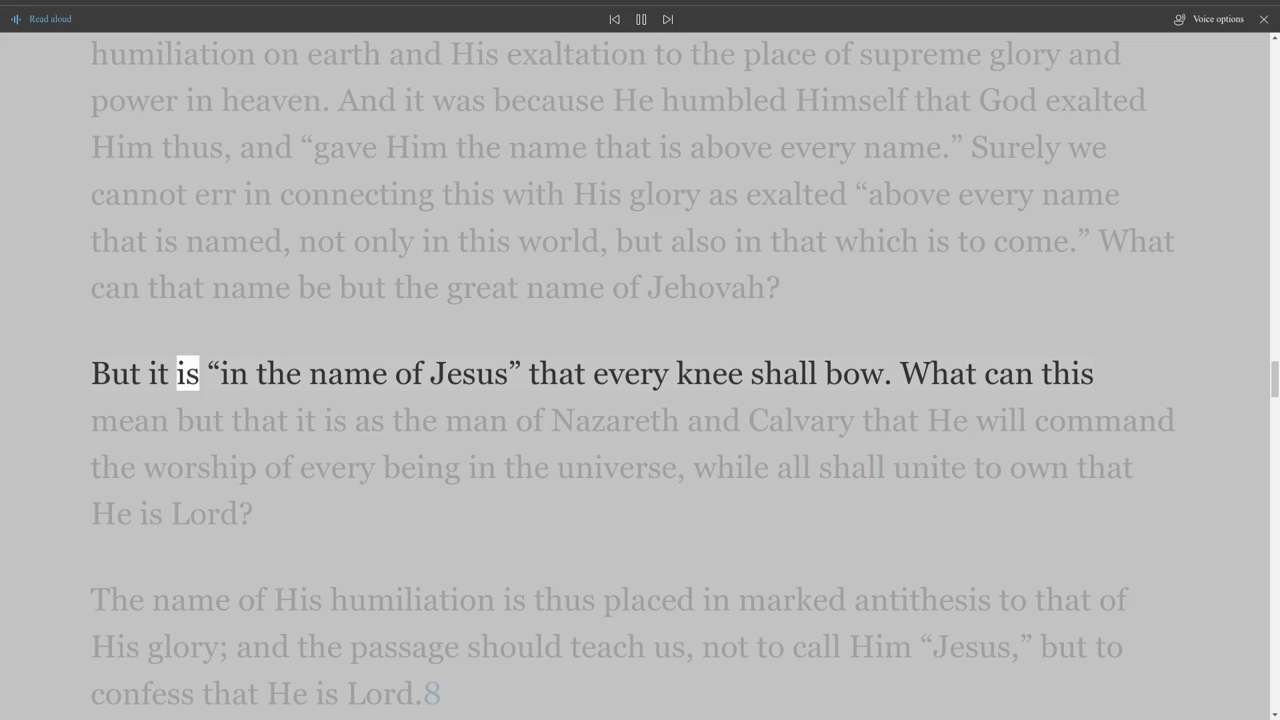 Read aloud
Voice options
humiliation on earth and His exaltation to the place of supreme glory and
power in heaven. And it was because He humbled Himself that God exalted
Him thus, and “gave Him the name that is above every name.” Surely we
cannot err in connecting this with His glory as exalted “above every name
that is named, not only in this world, but also in that which is to come.” What
can that name be but the great name of Jehovah?
But it is “in the name of Jesus” that every knee shall bow. What can this
mean but that it is as the man of Nazareth and Calvary that He will command
the worship of every being in the universe, while all shall unite to own that
He is Lord?
The name of His humiliation is thus placed in marked antithesis to that of
His glory; and the passage should teach us, not to call Him “Jesus,” but to
confess that He is Lord.8